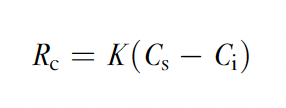 R_c = K(C_s − C_i)